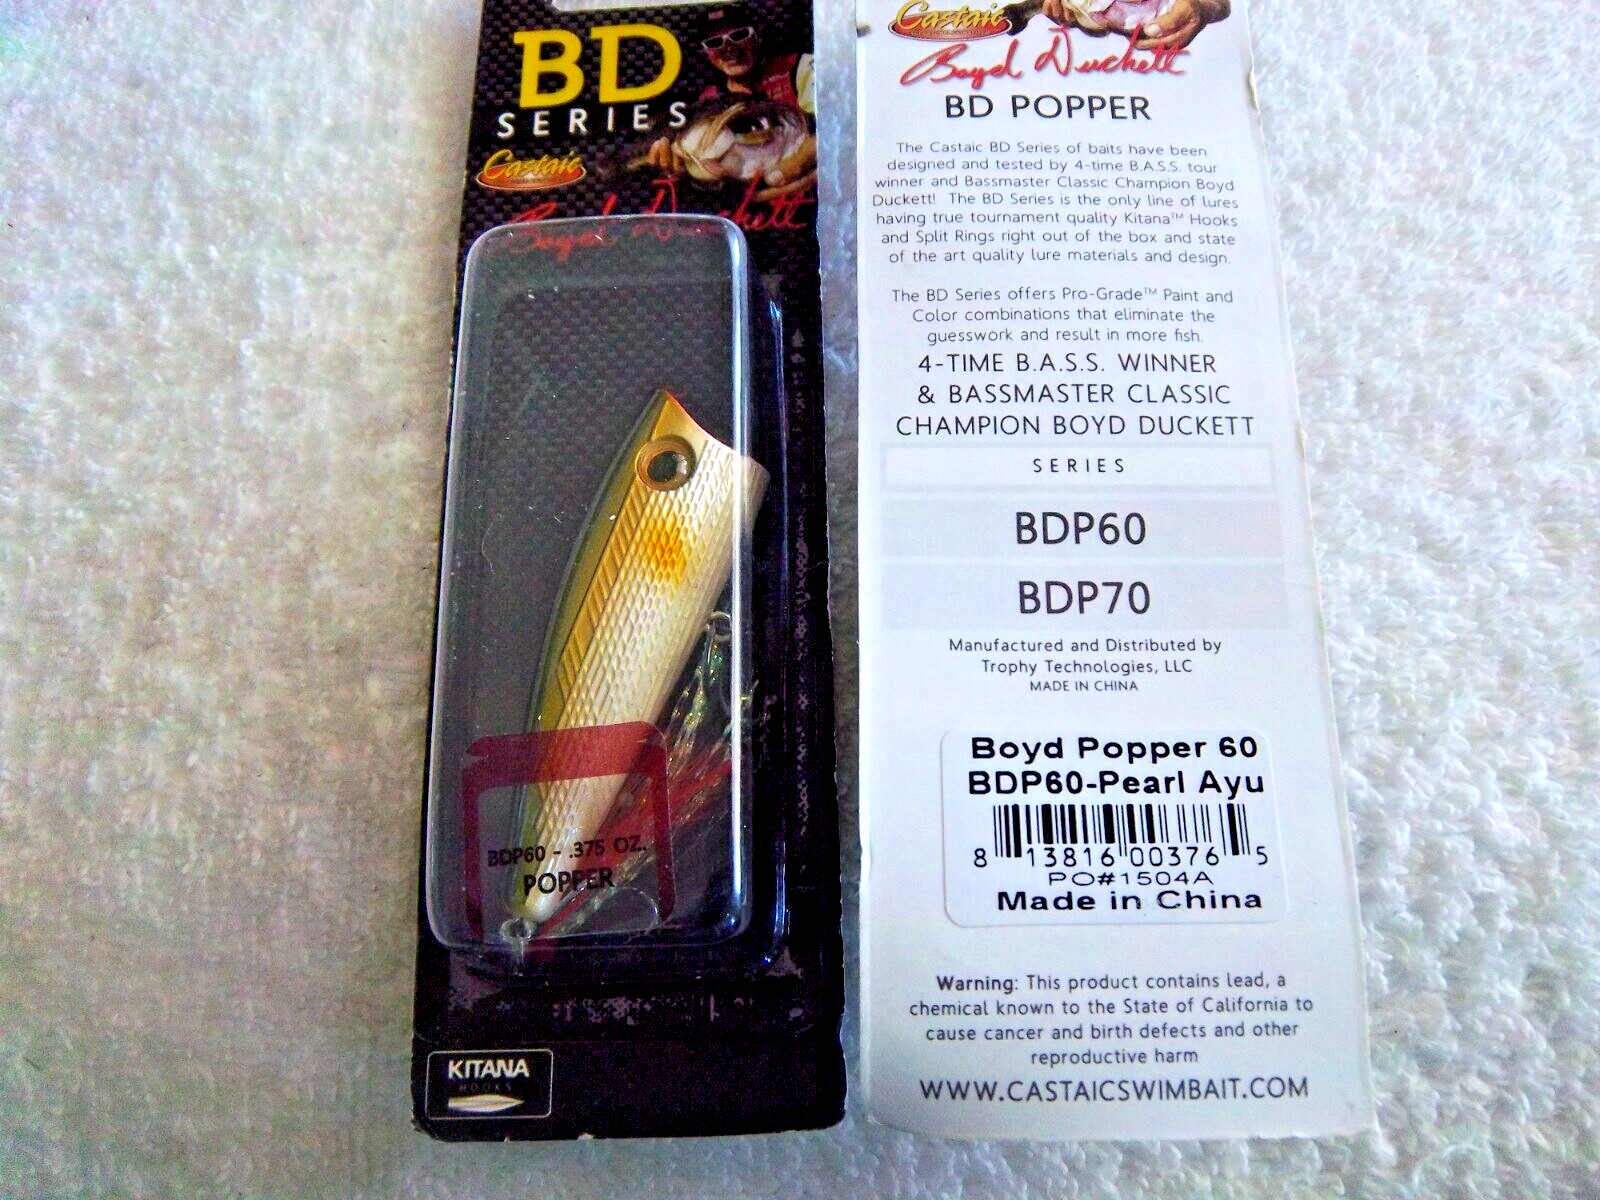 BD
SERIES
Castaic
Boyd Duckett
BDP60 - .375 OZ.
POPPER
KITANA
HOOKS
Castaic
Boyd Duckett
BD POPPER
The Castaic BD Series of baits have been
designed and tested by 4-time B.A.S.S. tour
winner and Bassmaster Classic Champion Boyd
Duckett! The BD Series is the only line of lures
having true tournament quality Kitana™ Hooks
and Split Rings right out of the box and state
of the art quality lure materials and design.
The BD Series offers Pro-Grade™ Paint and
Color combinations that eliminate the
guesswork and result in more fish.
4-TIME B.A.S.S. WINNER
& BASSMASTER CLASSIC
CHAMPION BOYD DUCKETT
SERIES
BDP60
BDP70
Manufactured and Distributed by
Trophy Technologies, LLC
MADE IN CHINA
Boyd Popper 60
BDP60-Pearl Ayu
8 13816 00376 5
PO#1504A
Made in China
Warning: This product contains lead, a
chemical known to the State of California to
cause cancer and birth defects and other
reproductive harm
WWW.CASTAICSWIMBAIT.COM